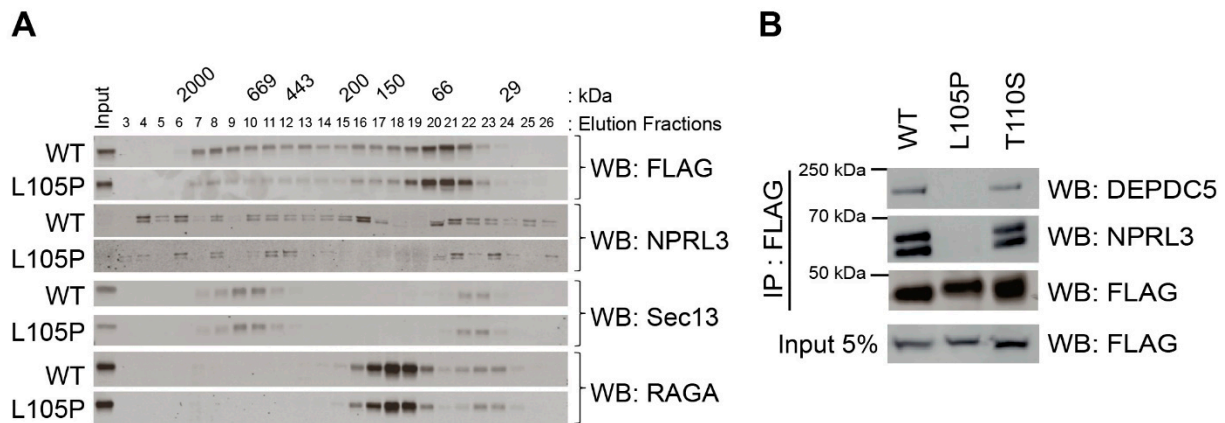 A
2000 669 443 200 150 66 29 : kDa
Input 3 4 5 6 7 8 9 10 11 12 13 14 15 16 17 18 19 20 21 22 23 24 25 26 : Elution Fractions
WT
L105P
WB: FLAG
WT
L105P
WB: NPRL3
WT
L105P
WB: Sec13
WT
L105P
WB: RAGA
B
WT L105P T110S
IP : FLAG
250 kDa
WB: DEPDC5
70 kDa
WB: NPRL3
50 kDa
WB: FLAG
Input 5% WB: FLAG